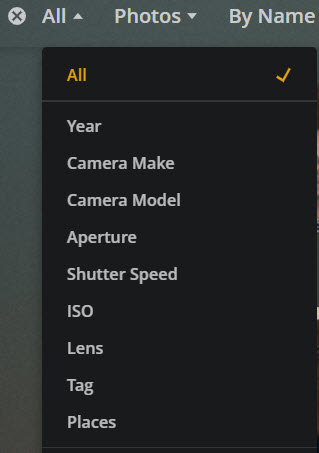 All Photos By Name
All
Year
Camera Make
Camera Model
Aperture
Shutter Speed
ISO
Lens
Tag
Places